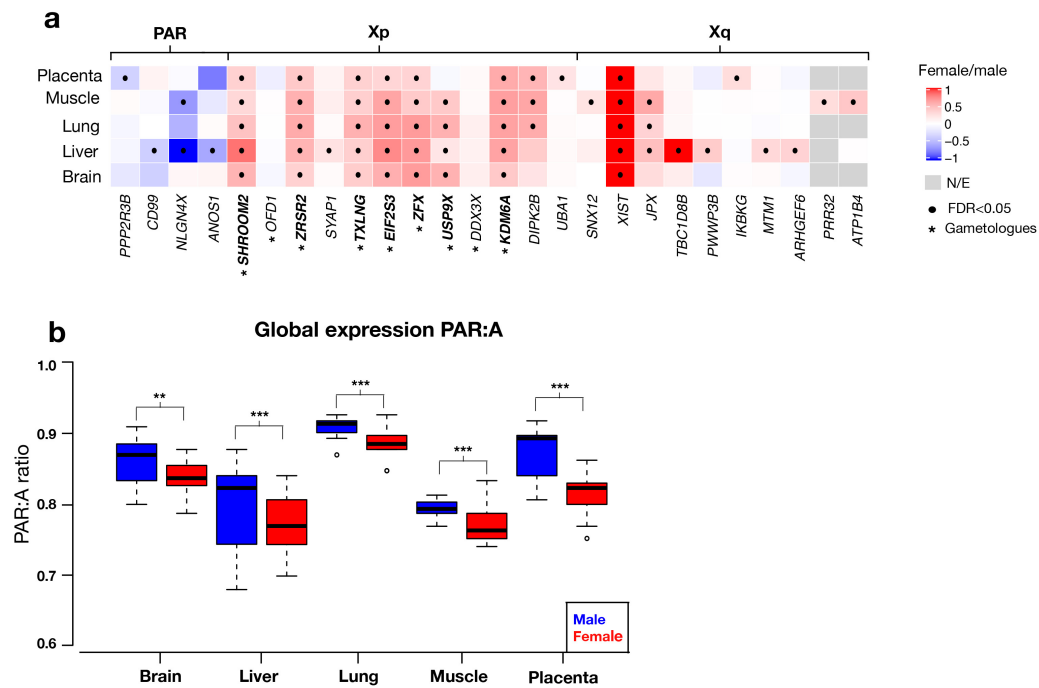 a
PAR Xp Xq
Placenta
Muscle
Lung
Liver
Brain
PPP2R3B CD99 NLGN4X ANOS1 * SHROOM2 * OFD1 * ZRSR2 SYAP1 * TXLNG * EIF2S3 * ZFX * USP9X * DDX3X * KDM6A DIPK2B UBA1 SNX12 XIST JPX TBC1D8B PWWP3B IKBKG MTM1 ARHGEF6 PRR32 ATP1B4
Female/male
1
0.5
0
−0.5
−1
N/E
● FDR<0.05
* Gametologues
b
Global expression PAR:A
PAR:A ratio
1.0
0.9
0.8
0.7
0.6
** *** *** *** ***
Male
Female
Brain Liver Lung Muscle Placenta